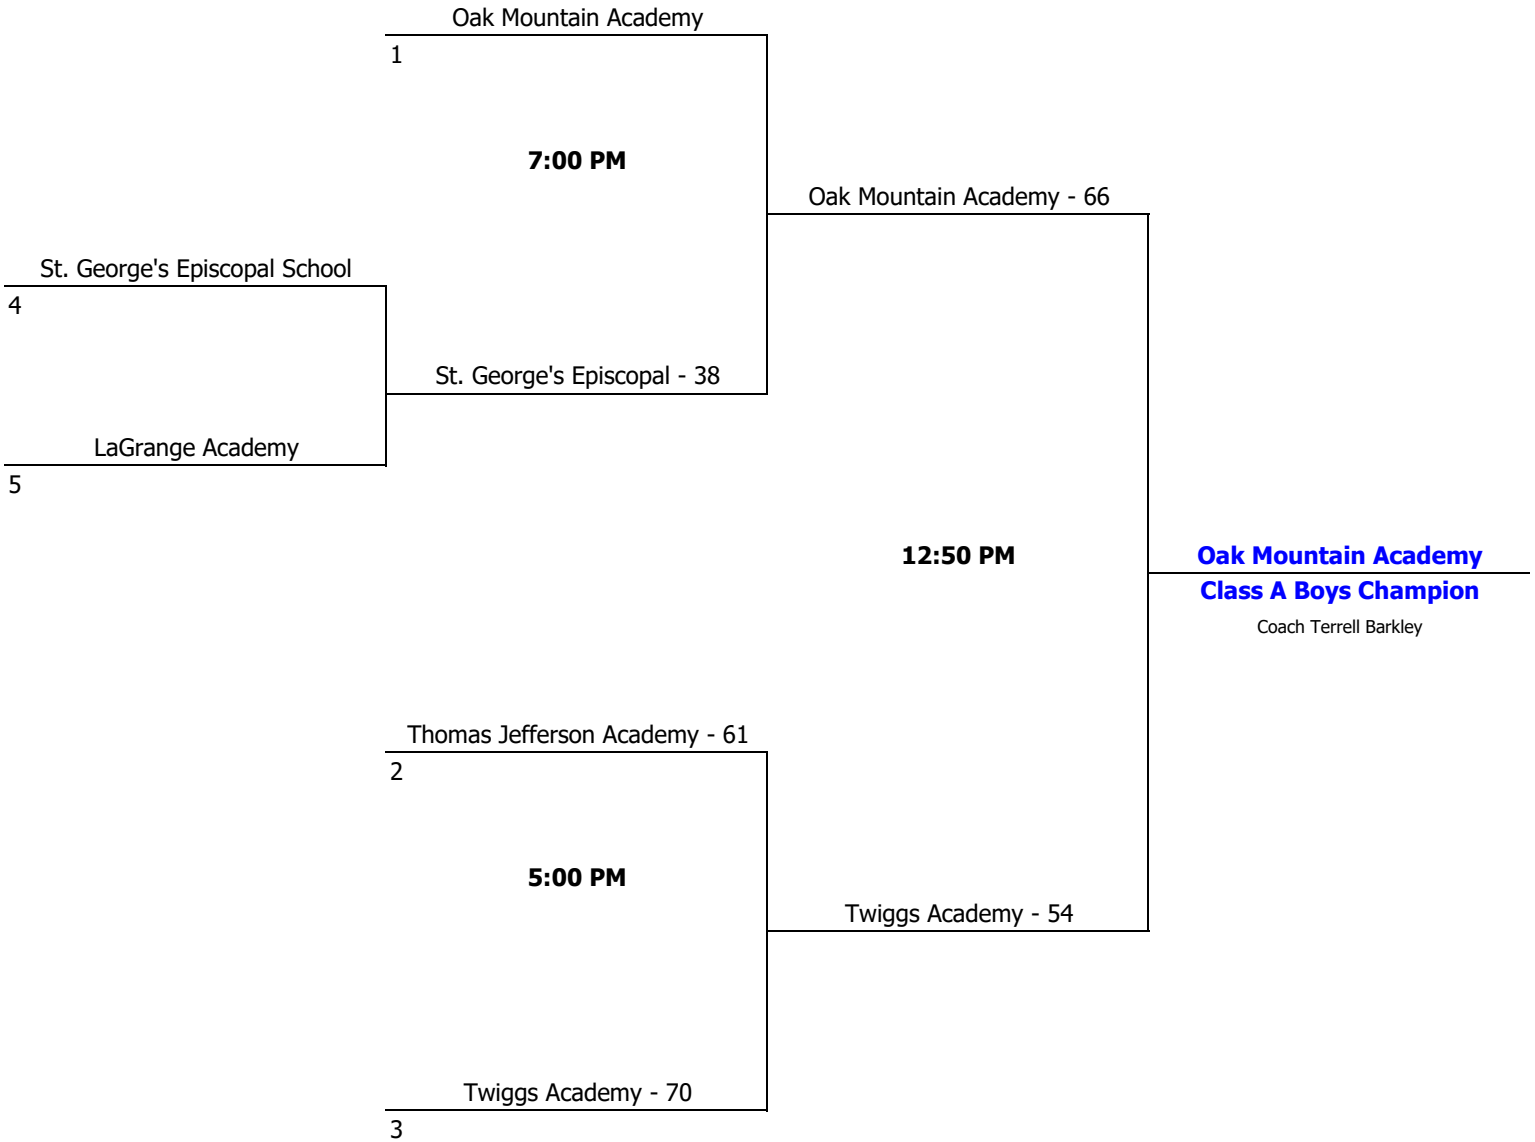 Oak Mountain Academy
1
7:00 PM
Oak Mountain Academy - 66
St. George's Episcopal School
4
St. George's Episcopal - 38
LaGrange Academy
5
12:50 PM
Oak Mountain Academy
Class A Boys Champion
Coach Terrell Barkley
Thomas Jefferson Academy - 61
2
5:00 PM
Twiggs Academy - 54
Twiggs Academy - 70
3